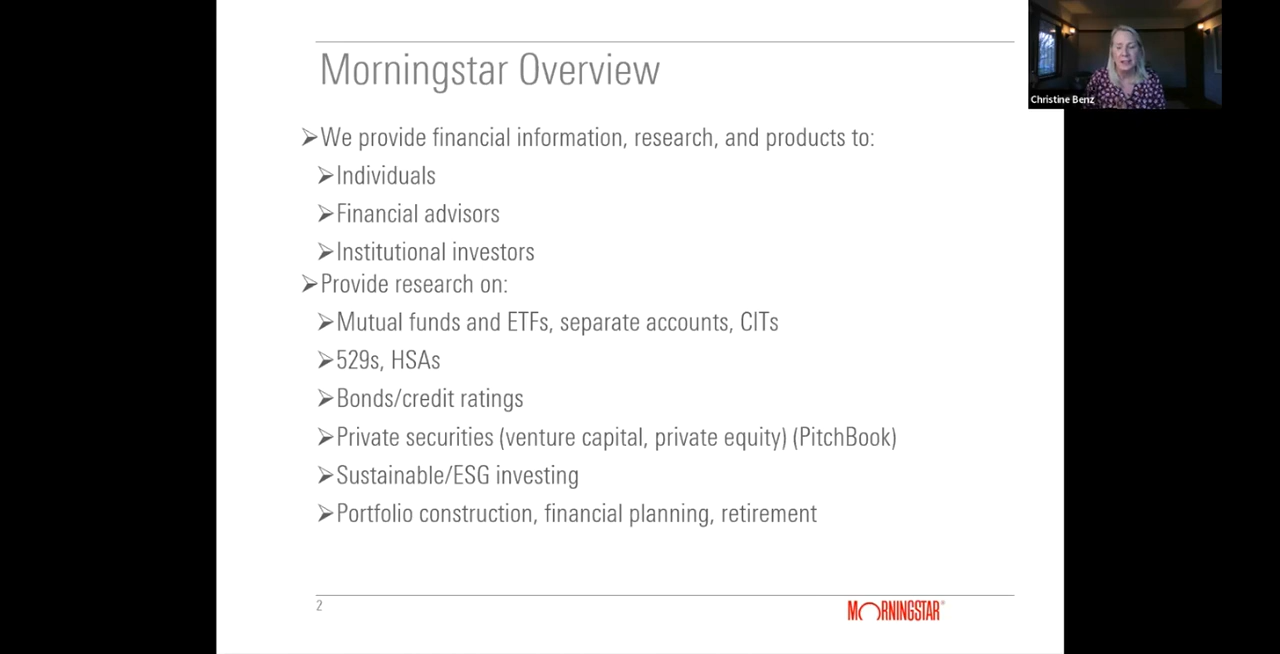 Morningstar Overview
Christine Benz
➢We provide financial information, research, and products to:
➢Individuals
➢Financial advisors
➢Institutional investors
➢Provide research on:
➢Mutual funds and ETFs, separate accounts, CITs
➢529s, HSAs
➢Bonds/credit ratings
➢Private securities (venture capital, private equity) (PitchBook)
➢Sustainable/ESG investing
➢Portfolio construction, financial planning, retirement
2
MORNINGSTAR®